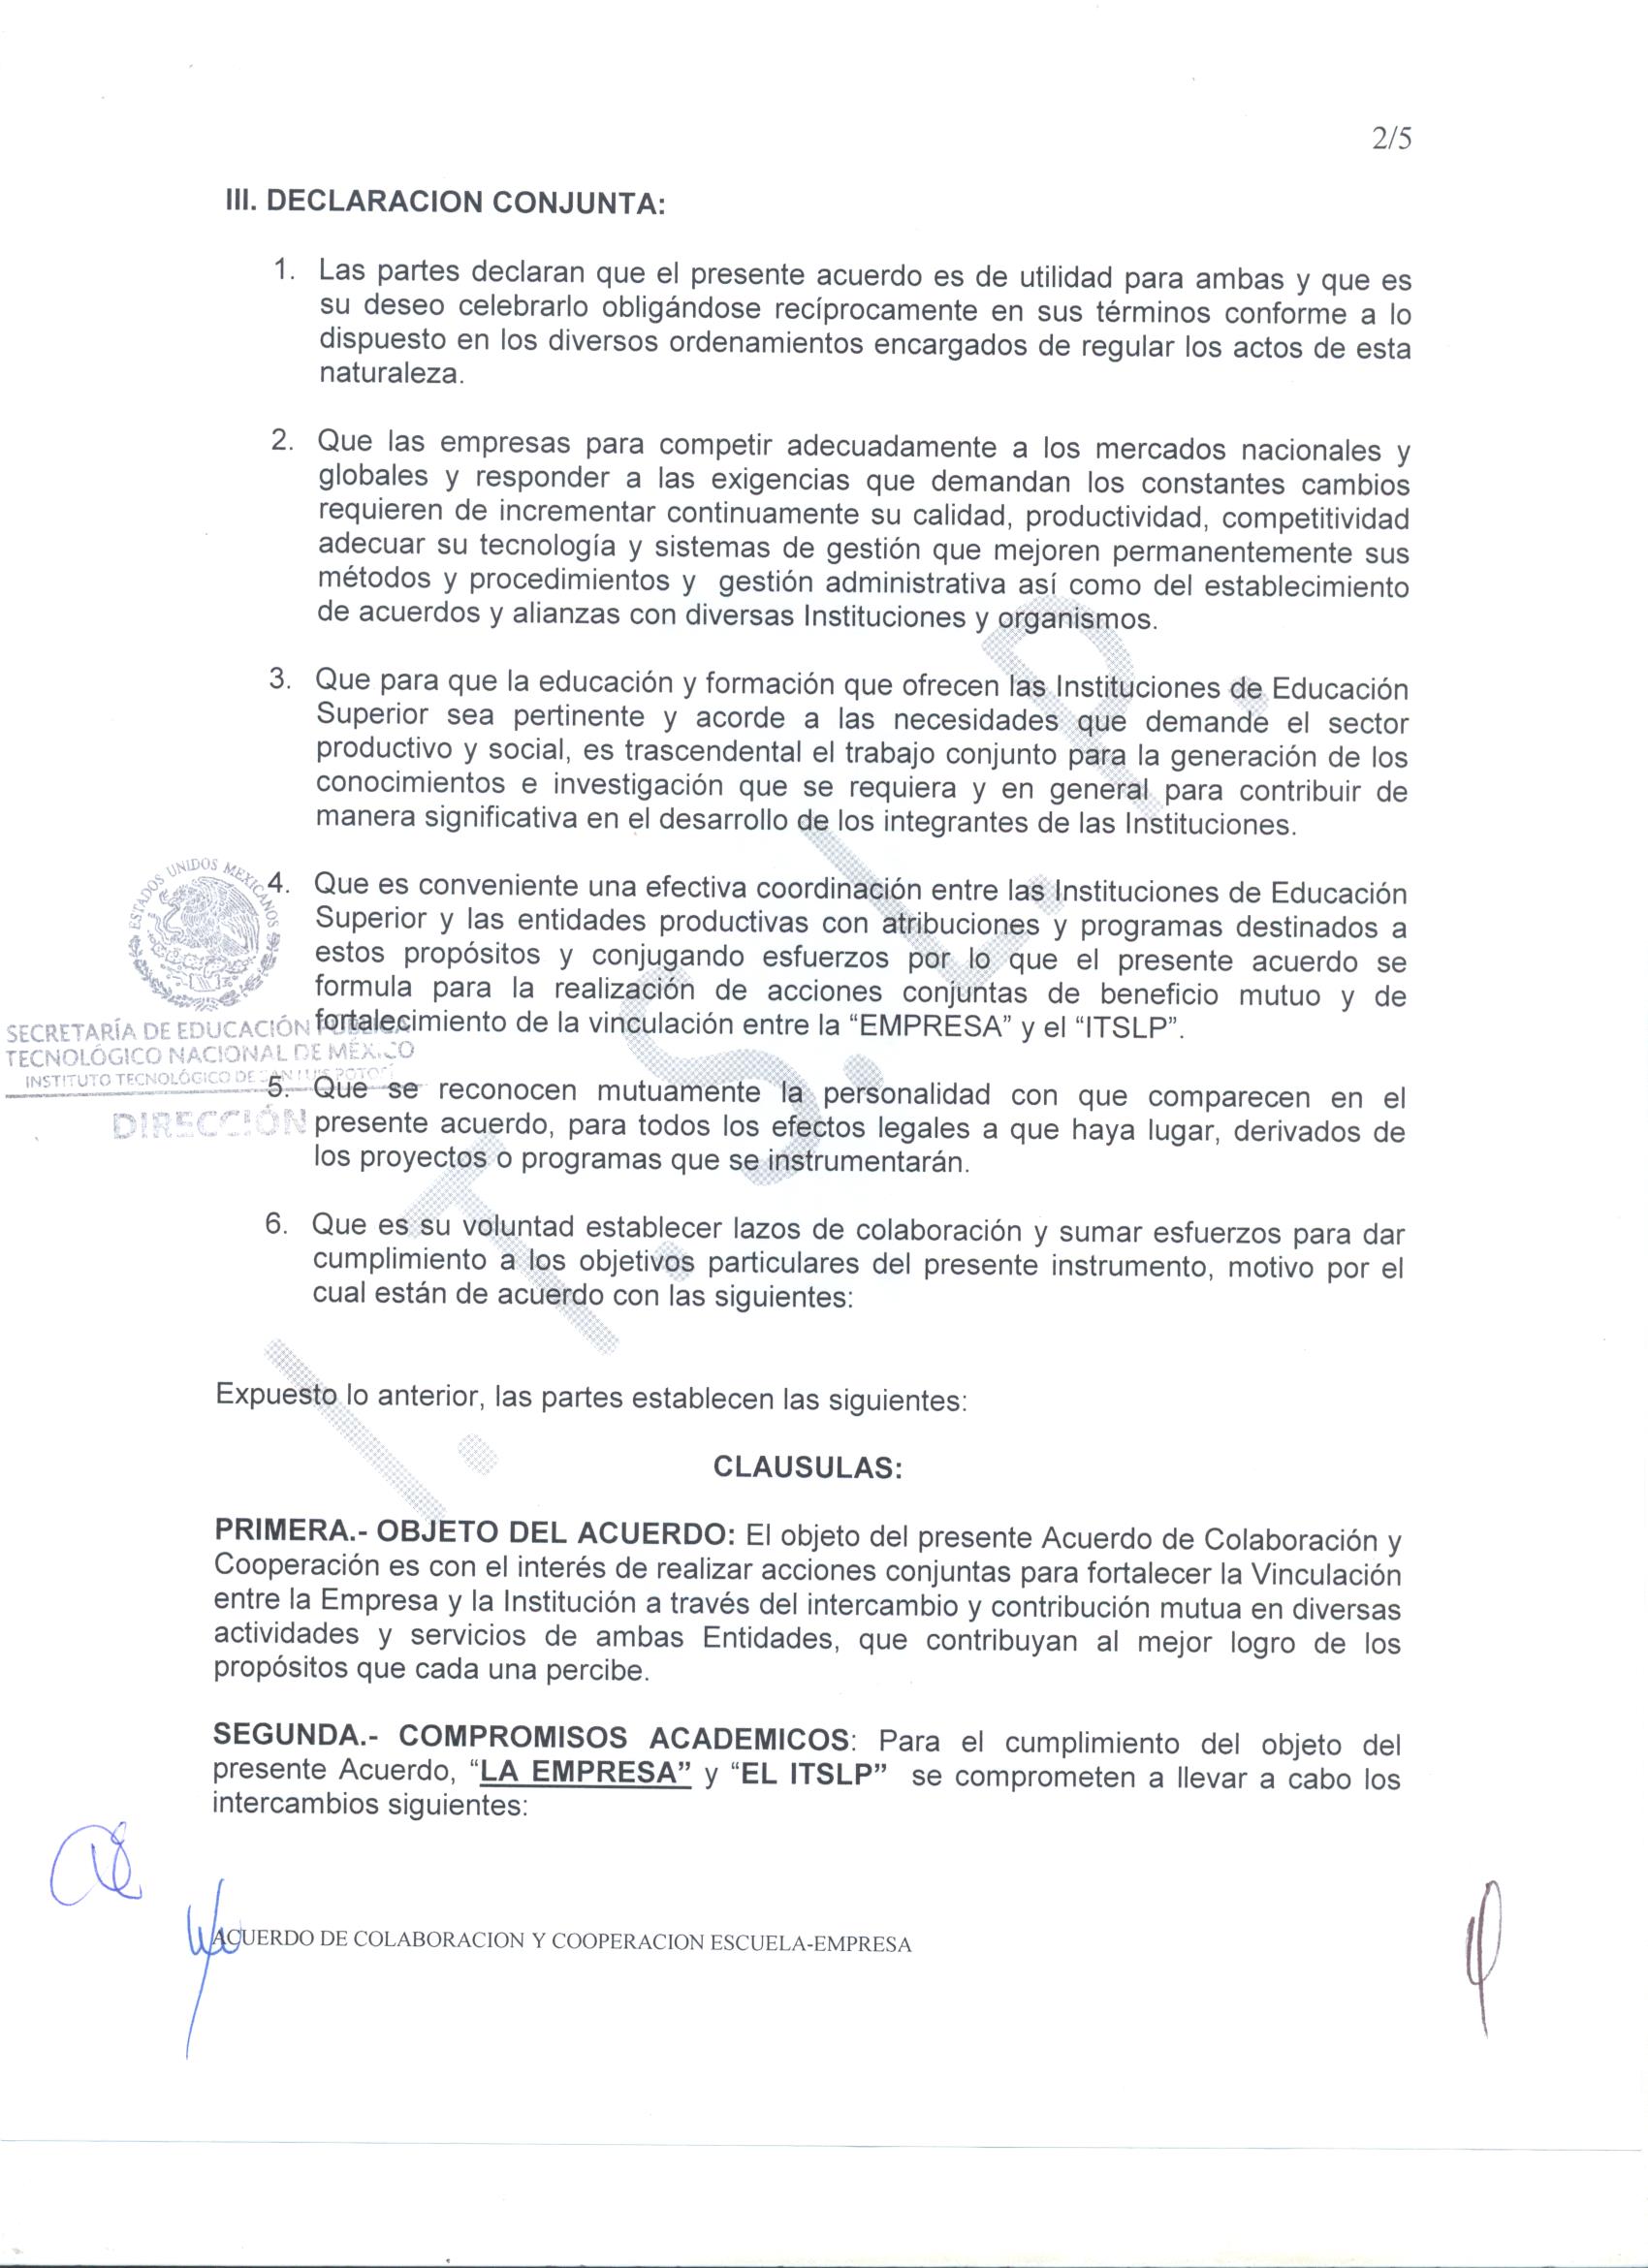 2/5
III. DECLARACION CONJUNTA:
1. Las partes declaran que el presente acuerdo es de utilidad para ambas y que es
su deseo celebrarlo obligándose recíprocamente en sus términos conforme a lo
dispuesto en los diversos ordenamientos encargados de regular los actos de esta
naturaleza.
2. Que las empresas para competir adecuadamente a los mercados nacionales y
globales y responder a las exigencias que demandan los constantes cambios
requieren de incrementar continuamente su calidad, productividad, competitividad
adecuar su tecnología y sistemas de gestión que mejoren permanentemente sus
métodos y procedimientos y gestión administrativa así como del establecimiento
de acuerdos y alianzas con diversas Instituciones y organismos.
3. Que para que la educación y formación que ofrecen las Instituciones de Educación
Superior sea pertinente y acorde a las necesidades que demande el sector
productivo y social, es trascendental el trabajo conjunto para la generación de los
conocimientos e investigación que se requiera y en general para contribuir de
manera significativa en el desarrollo de los integrantes de las Instituciones.
4. Que es conveniente una efectiva coordinación entre las Instituciones de Educación
Superior y las entidades productivas con atribuciones y programas destinados a
estos propósitos y conjugando esfuerzos por lo que el presente acuerdo se
formula para la realización de acciones conjuntas de beneficio mutuo y de
fortalecimiento de la vinculación entre la “EMPRESA” y el “ITSLP”.
ESTADOS UNIDOS MEXICANOS
SECRETARÍA DE EDUCACIÓN PÚBLICA
TECNOLÓGICO NACIONAL DE MÉXICO
INSTITUTO TECNOLÓGICO DE SAN LUIS POTOSÍ
DIRECCIÓN
5. Que se reconocen mutuamente la personalidad con que comparecen en el
presente acuerdo, para todos los efectos legales a que haya lugar, derivados de
los proyectos o programas que se instrumentarán.
6. Que es su voluntad establecer lazos de colaboración y sumar esfuerzos para dar
cumplimiento a los objetivos particulares del presente instrumento, motivo por el
cual están de acuerdo con las siguientes:
I.T.S.L.P.
Expuesto lo anterior, las partes establecen las siguientes:
CLAUSULAS:
PRIMERA.- OBJETO DEL ACUERDO: El objeto del presente Acuerdo de Colaboración y
Cooperación es con el interés de realizar acciones conjuntas para fortalecer la Vinculación
entre la Empresa y la Institución a través del intercambio y contribución mutua en diversas
actividades y servicios de ambas Entidades, que contribuyan al mejor logro de los
propósitos que cada una percibe.
SEGUNDA.- COMPROMISOS ACADEMICOS: Para el cumplimiento del objeto del
presente Acuerdo, “LA EMPRESA” y “EL ITSLP” se comprometen a llevar a cabo los
intercambios siguientes:
ACUERDO DE COLABORACION Y COOPERACION ESCUELA-EMPRESA